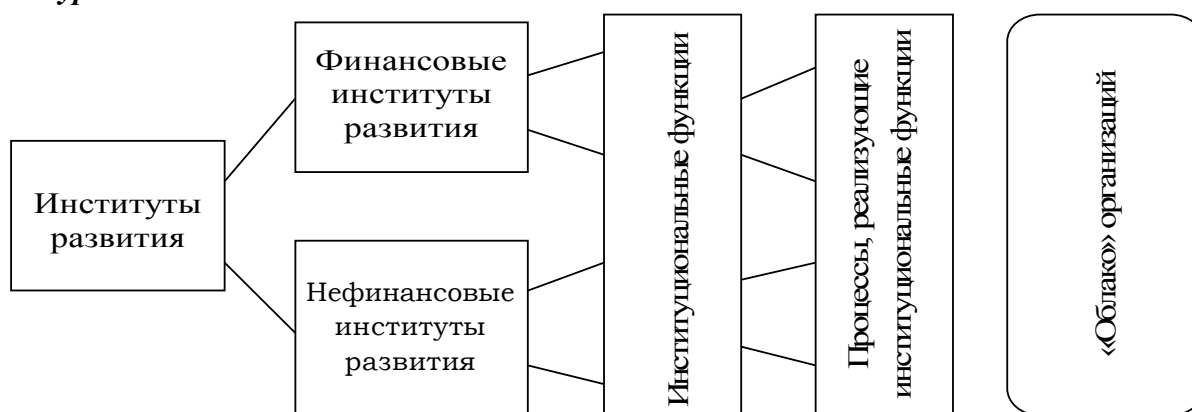 Финансовые
институты
развития
Институты
развития
Нефинансовые
институты
развития
Институциональные функции
Процессы, реализующие
институциональные функции
«Облако» организаций